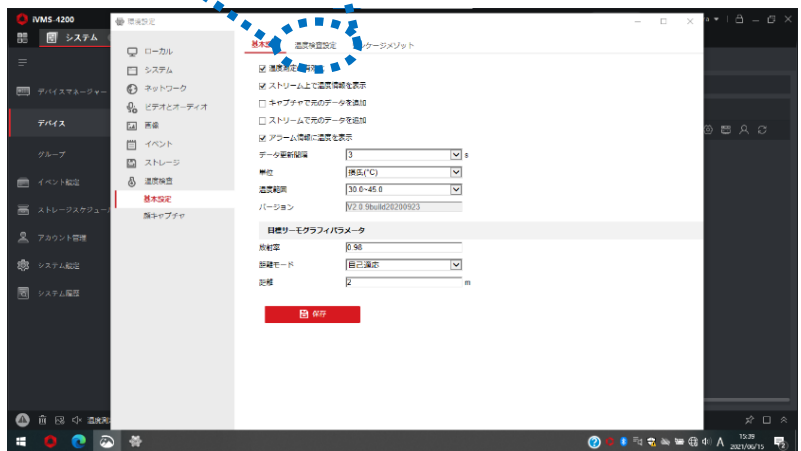 iVMS-4200
環境設定
システム
ローカル
システム
ネットワーク
ビデオとオーディオ
画像
イベント
ストレージ
温度検査
基本設定
顔キャプチャ
デバイスマネージャー
デバイス
グループ
イベント設定
ストレージスケジュール
アカウント管理
システム設定
システム履歴
温度検査設定
ッケージメソット
ストリーム上で温度情報を表示
キャプチャで元のデータを追加
ストリームで元のデータを追加
アラーム情報に温度を表示
データ更新間隔 3 s
単位 摂氏(°C)
温度範囲 30.0~45.0
バージョン V2.0.9build20200923
目標サーモグラフィパラメータ
放射率 0.98
距離モード 自己適応
距離 2 m
保存
A
15:39
2021/06/15
2